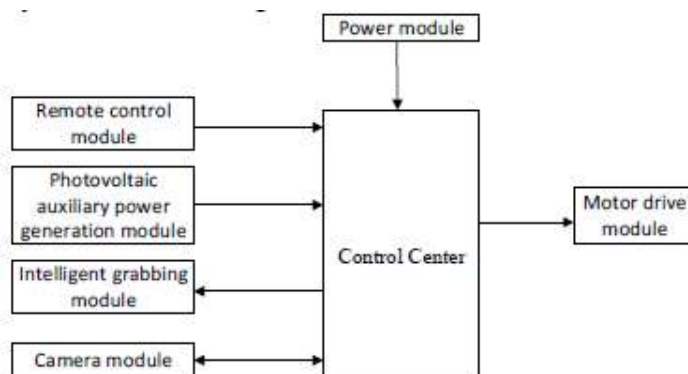 Power module
Remote control
module
Photovoltaic
auxiliary power
generation module
Intelligent grabbing
module
Camera module
Control Center
Motor drive
module